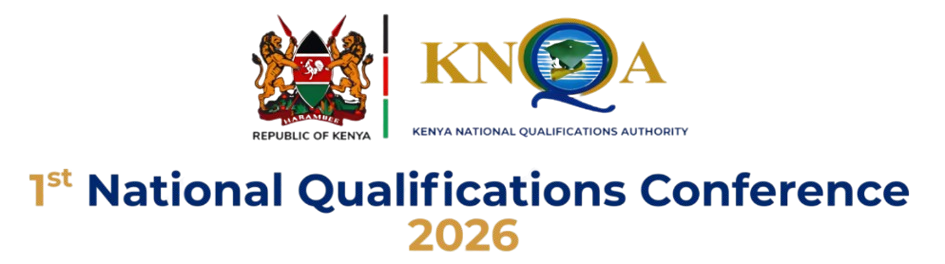 HARAMBEE
REPUBLIC OF KENYA
KNQA
KENYA NATIONAL QUALIFICATIONS AUTHORITY
1st National Qualifications Conference
2026